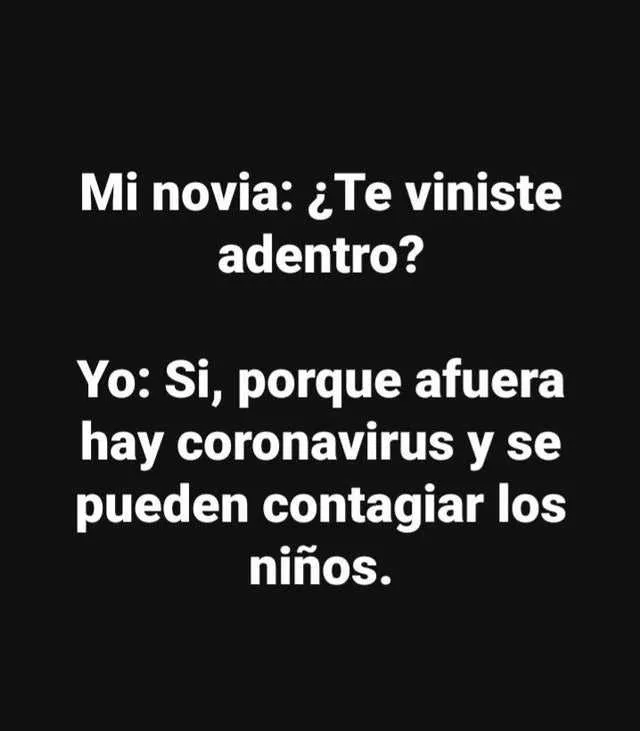 Mi novia: ¿Te viniste
adentro?
Yo: Si, porque afuera
hay coronavirus y se
pueden contagiar los
niños.